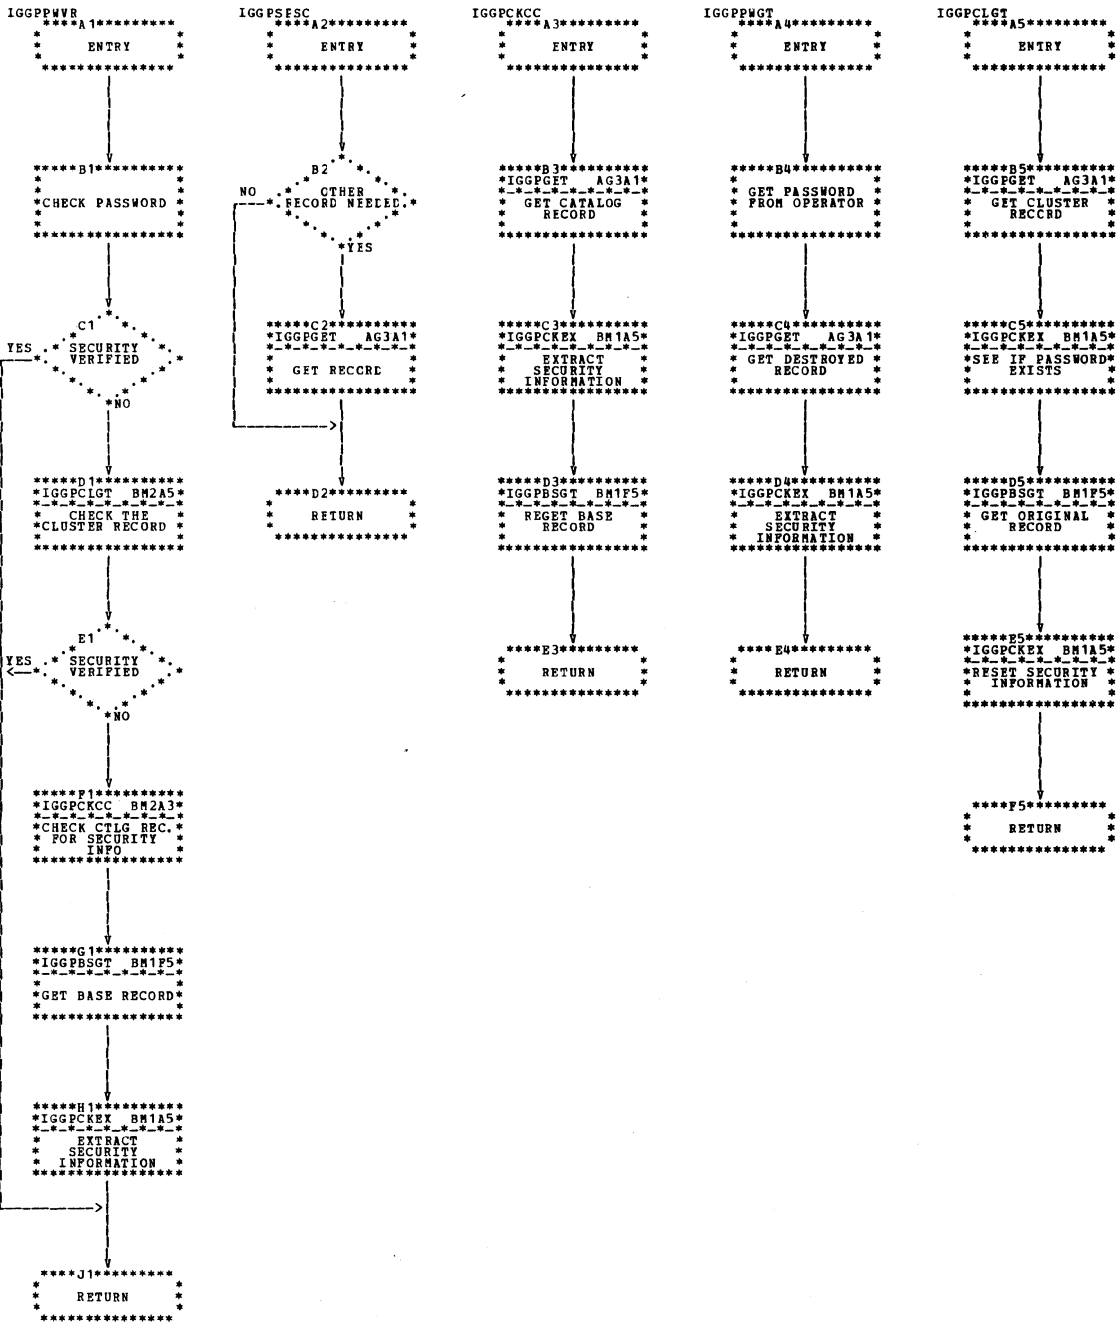 IGGPPWVR
A1
ENTRY
B1
CHECK PASSWORD
C1
SECURITY
VERIFIED
YES
NO
D1
IGGPCLGT BM2A5
CHECK THE
CLUSTER RECORD
E1
SECURITY
VERIFIED
YES
NO
F1
IGGPCKCC BM2A3
CHECK CTLG REC.
FOR SECURITY
INFO
G1
IGGPBSGT BM1F5
GET BASE RECORD
H1
IGGPCKEX BM1A5
EXTRACT
SECURITY
INFORMATION
J1
RETURN
IGGPSFSC
A2
ENTRY
B2
OTHER
RECORD NEEDED
NO
YES
C2
IGGPGET AG3A1
GET RECORD
D2
RETURN
IGGPCKCC
A3
ENTRY
B3
IGGPGET AG3A1
GET CATALOG
RECORD
C3
IGGPCKEX BM1A5
EXTRACT
SECURITY
INFORMATION
D3
IGGPBSGT BM1F5
REGET BASE
RECORD
E3
RETURN
IGGPPWGT
A4
ENTRY
B4
GET PASSWORD
FROM OPERATOR
C4
IGGPGET AG3A1
GET DESTROYED
RECORD
D4
IGGPCKEX BM1A5
EXTRACT
SECURITY
INFORMATION
E4
RETURN
IGGPCLGT
A5
ENTRY
B5
IGGPGET AG3A1
GET CLUSTER
RECORD
C5
IGGPCKEX BM1A5
SEE IF PASSWORD
EXISTS
D5
IGGPBSGT BM1F5
GET ORIGINAL
RECORD
E5
IGGPCKEX BM1A5
RESET SECURITY
INFORMATION
F5
RETURN